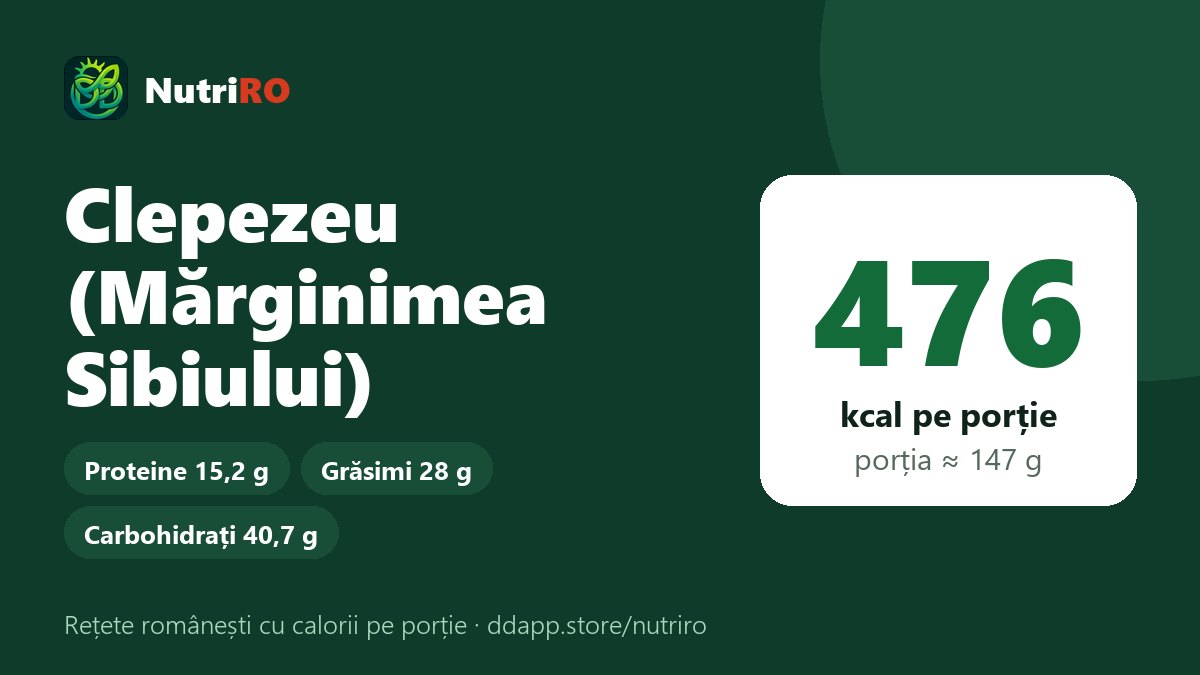 NutriRO
Clepezeu
(Mărginimea
Sibiului)
Proteine 15,2 g
Grăsimi 28 g
Carbohidrați 40,7 g
476
kcal pe porție
porția ≈ 147 g
Rețete românești cu calorii pe porție · ddapp.store/nutriro